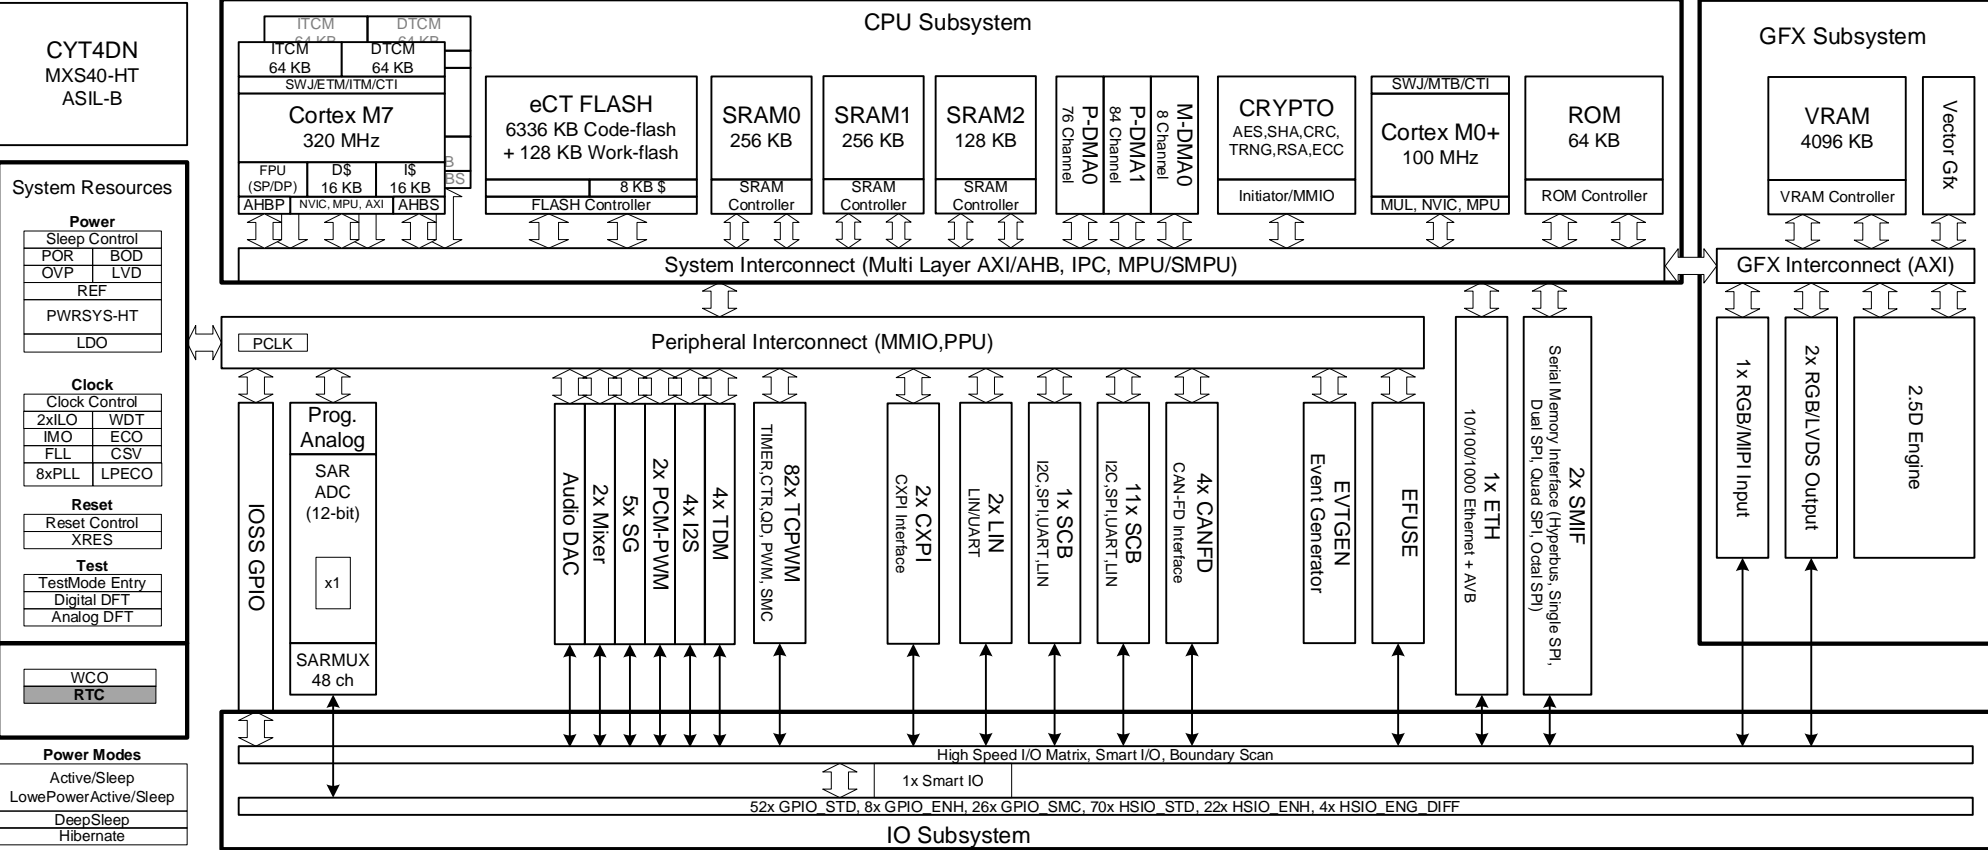 CYT4DN
MXS40-HT
ASIL-B
System Resources
Power
Sleep Control
POR BOD
OVP LVD
REF
PWRSYS-HT
LDO
Clock
Clock Control
2xILO WDT
IMO ECO
FLL CSV
8xPLL LPECO
Reset
Reset Control
XRES
Test
TestMode Entry
Digital DFT
Analog DFT
WCO
RTC
Power Modes
Active/Sleep
LowePowerActive/Sleep
DeepSleep
Hibernate
CPU Subsystem
ITCM
64 KB
DTCM
64 KB
ITCM
64 KB
DTCM
64 KB
SWJ/ETM/ITM/CTI
Cortex M7
320 MHz
FPU
(SP/DP)
D$
16 KB
I$
16 KB
AHBP
NVIC, MPU, AXI
AHBS
B
BS
eCT FLASH
6336 KB Code-flash
+ 128 KB Work-flash
8 KB $
FLASH Controller
SRAM0
256 KB
SRAM
Controller
SRAM1
256 KB
SRAM
Controller
SRAM2
128 KB
SRAM
Controller
P-DMA0
76 Channel
P-DMA1
84 Channel
M-DMA0
8 Channel
CRYPTO
AES,SHA,CRC,
TRNG,RSA,ECC
Initiator/MMIO
SWJ/MTB/CTI
Cortex M0+
100 MHz
MUL, NVIC, MPU
ROM
64 KB
ROM Controller
System Interconnect (Multi Layer AXI/AHB, IPC, MPU/SMPU)
GFX Subsystem
VRAM
4096 KB
VRAM Controller
Vector Gfx
GFX Interconnect (AXI)
1x RGB/MIPI Input
2x RGB/LVDS Output
2.5D Engine
PCLK
Peripheral Interconnect (MMIO,PPU)
IOSS GPIO
Prog.
Analog
SAR
ADC
(12-bit)
x1
SARMUX
48 ch
Audio DAC
2x Mixer
5x SG
2x PCM-PWM
4x I2S
4x TDM
82x TCPWM
TIMER,CTR,QD, PWM, SMC
2x CXPI
CXPI Interface
2x LIN
LIN/UART
1x SCB
I2C,SPI,UART,LIN
11x SCB
I2C,SPI,UART,LIN
4x CANFD
CAN-FD Interface
EVTGEN
Event Generator
EFUSE
1x ETH
10/100/1000 Ethernet + AVB
2x SMIF
Serial Memory Interface (Hyperbus, Single SPI,
Dual SPI, Quad SPI, Octal SPI)
High Speed I/O Matrix, Smart I/O, Boundary Scan
1x Smart IO
52x GPIO_STD, 8x GPIO_ENH, 26x GPIO_SMC, 70x HSIO_STD, 22x HSIO_ENH, 4x HSIO_ENG_DIFF
IO Subsystem